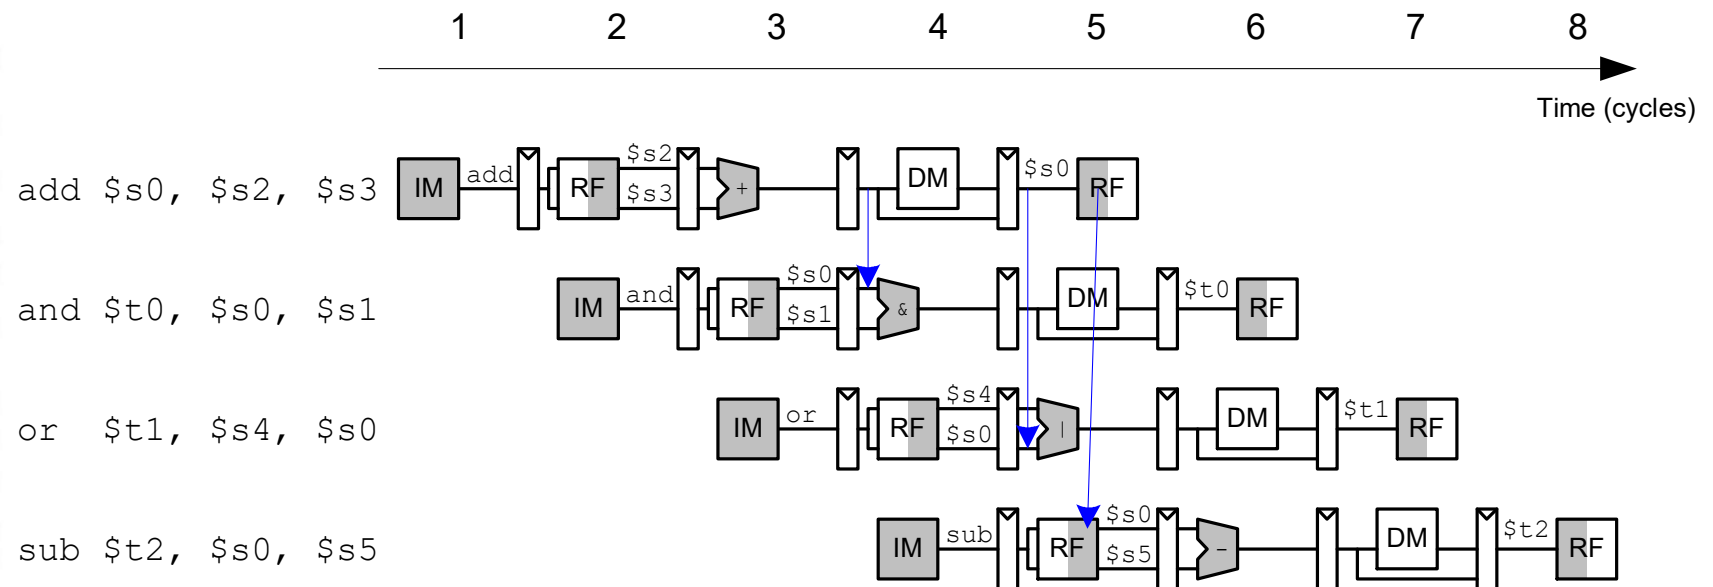 1 2 3 4 5 6 7 8
Time (cycles)
add $s0, $s2, $s3 IM add RF $s2 $s3 + DM $s0 RF
and $t0, $s0, $s1 IM and RF $s0 $s1 & DM $t0 RF
or $t1, $s4, $s0 IM or RF $s4 $s0 | DM $t1 RF
sub $t2, $s0, $s5 IM sub RF $s0 $s5 - DM $t2 RF